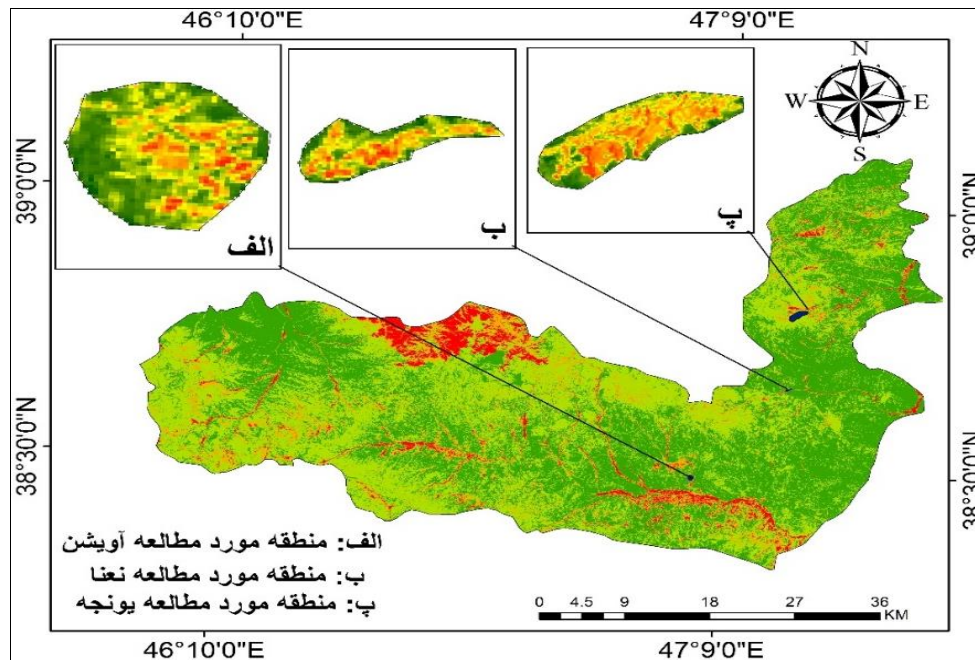 46°10'0"E 47°9'0"E
N
W E
S
39°0'0"N
39°0'0"N
الف
ب
پ
38°30'0"N
38°30'0"N
الف: منطقه مورد مطالعه آویشن
ب: منطقه مورد مطالعه نعنا
پ: منطقه مورد مطالعه یونجه
0 4.5 9 18 27 36
KM
46°10'0"E 47°9'0"E